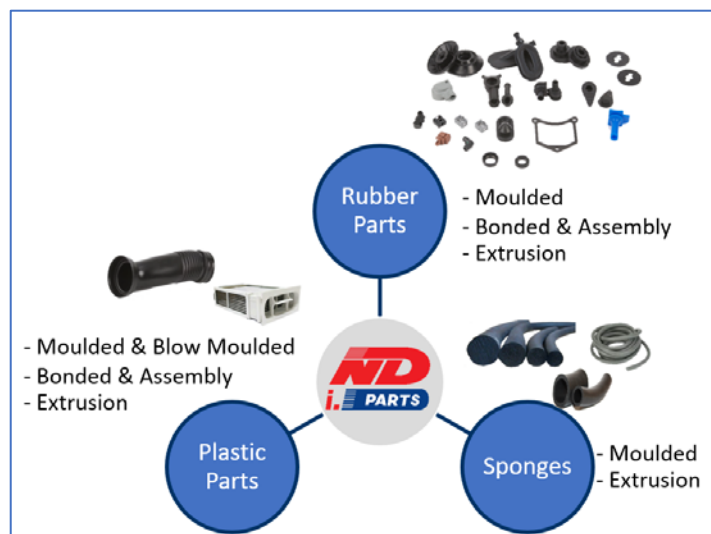 Rubber
Parts
- Moulded
- Bonded & Assembly
- Extrusion
- Moulded & Blow Moulded
- Bonded & Assembly
- Extrusion
ND
i. PARTS
Plastic
Parts
Sponges
- Moulded
- Extrusion